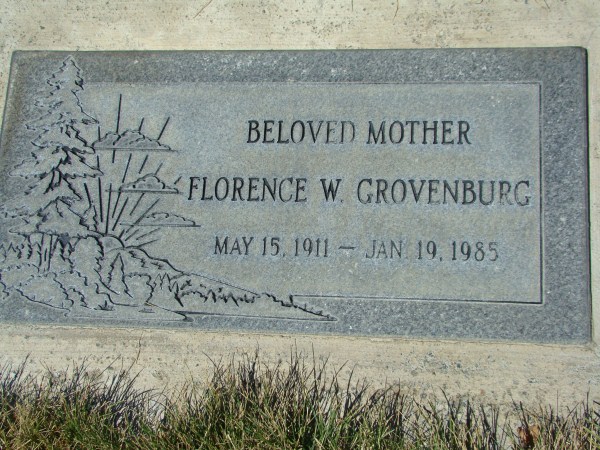 BELOVED MOTHER
FLORENCE W. GROVENBURG
MAY 15, 1911 – JAN. 19, 1985